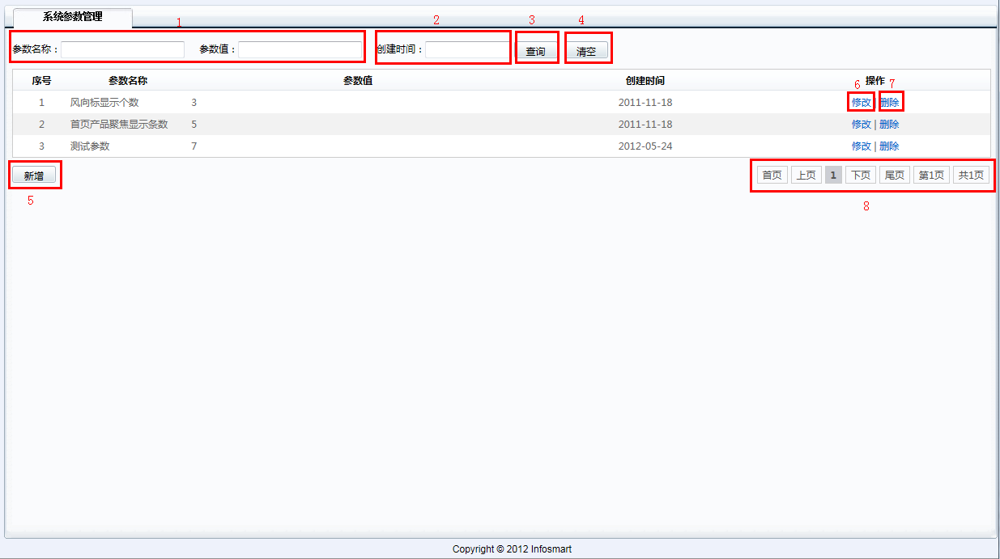 系统参数管理
1 2 3 4
参数名称： 参数值： 创建时间： 查询 清空
序号 参数名称 参数值 创建时间 操作
6 7
1 风向标显示个数 3 2011-11-18 修改 删除
2 首页产品聚焦显示条数 5 2011-11-18 修改 | 删除
3 测试参数 7 2012-05-24 修改 | 删除
新增 首页 上页 1 下页 尾页 第1页 共1页
5 8
Copyright © 2012 Infosmart